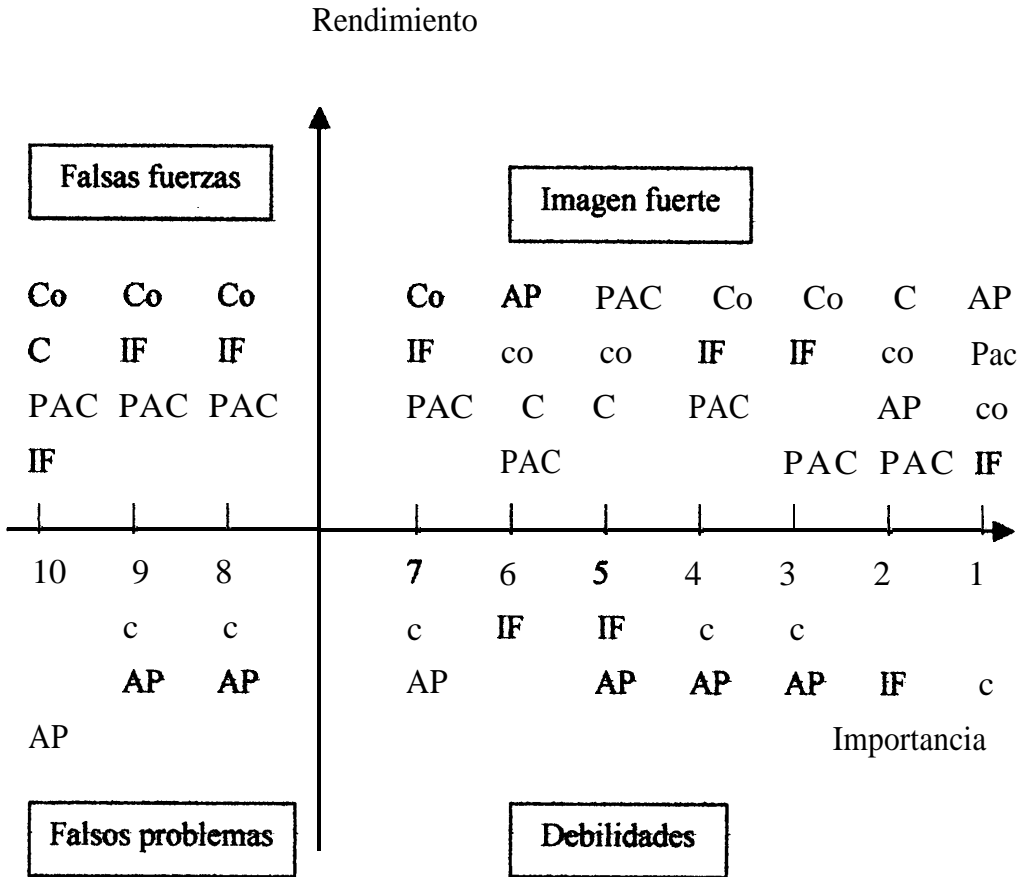 Rendimiento
Falsas fuerzas
Imagen fuerte
Co Co Co Co AP PAC Co Co C AP
C IF IF IF co co IF IF co Pac
PAC PAC PAC PAC C C PAC AP co
IF PAC PAC PAC IF
10 9 8 7 6 5 4 3 2 1
c c c IF IF c c
AP AP AP AP AP AP IF c
AP Importancia
Falsos problemas
Debilidades